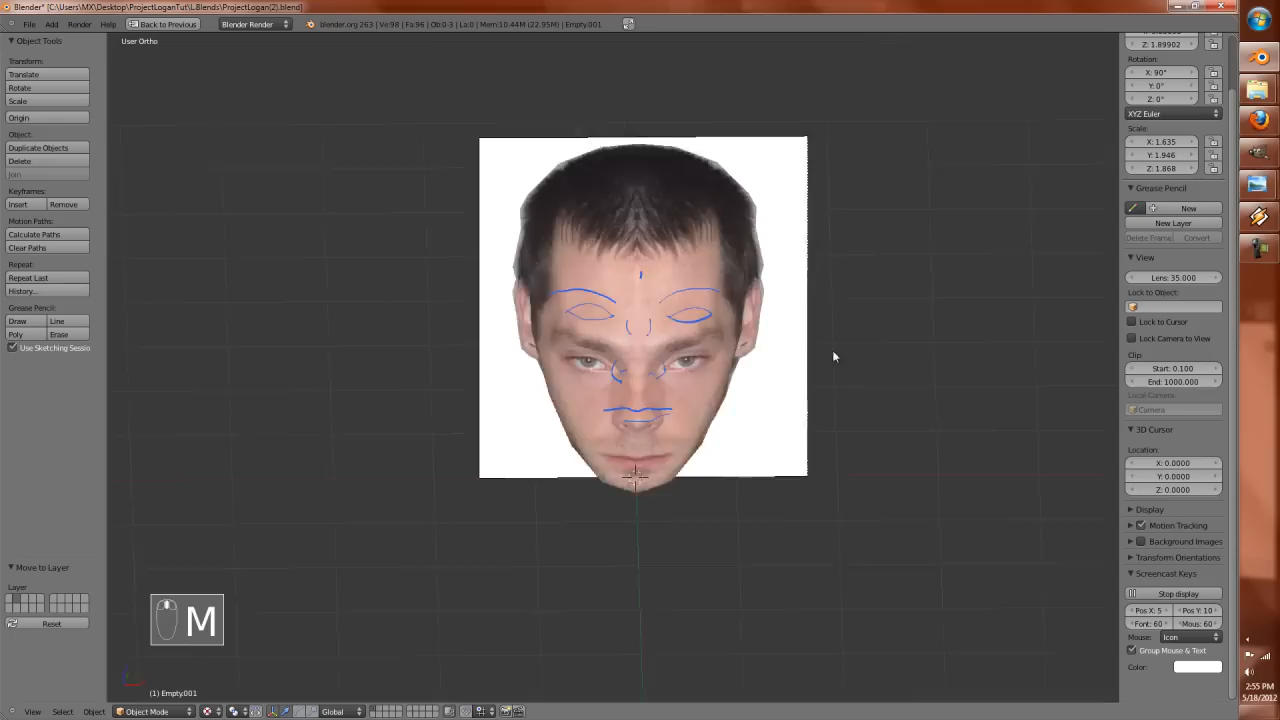 Blender* [C:\Users\MX\Desktop\ProjectLoganTut\LBlends\ProjectLogan(2).blend]
File Add Render Help Back to Previous Blender Render blender.org 263 | Ve:98 | Fa:96 | Ob:0-3 | La:0 | Mem:10.44M (22.95M) | Empty.001
Object Tools
Transform:
Translate
Rotate
Scale
Origin
Object:
Duplicate Objects
Delete
Join
Keyframes:
Insert Remove
Motion Paths:
Calculate Paths
Clear Paths
Repeat:
Repeat Last
History...
Grease Pencil:
Draw Line
Poly Erase
Use Sketching Sessio
Move to Layer
Layer
Reset
User Ortho
M
(1) Empty.001
View Select Object Object Mode Global
Z: 1.89902
Rotation:
X: 90°
Y: 0°
Z: 0°
XYZ Euler
Scale:
X: 1.635
Y: 1.946
Z: 1.868
Grease Pencil
New
New Layer
Delete Frame Convert
View
Lens: 35.000
Lock to Object:
Lock to Cursor
Lock Camera to View
Clip:
Start: 0.100
End: 1000.000
Local Camera:
Camera
3D Cursor
Location:
X: 0.0000
Y: 0.0000
Z: 0.0000
Display
Motion Tracking
Background Images
Transform Orientations
Screencast Keys
Stop display
Pos X: 5 Pos Y: 10
Font: 60 Mous: 60
Mouse: Icon
Group Mouse & Text
Color:
2:55 PM
5/18/2012